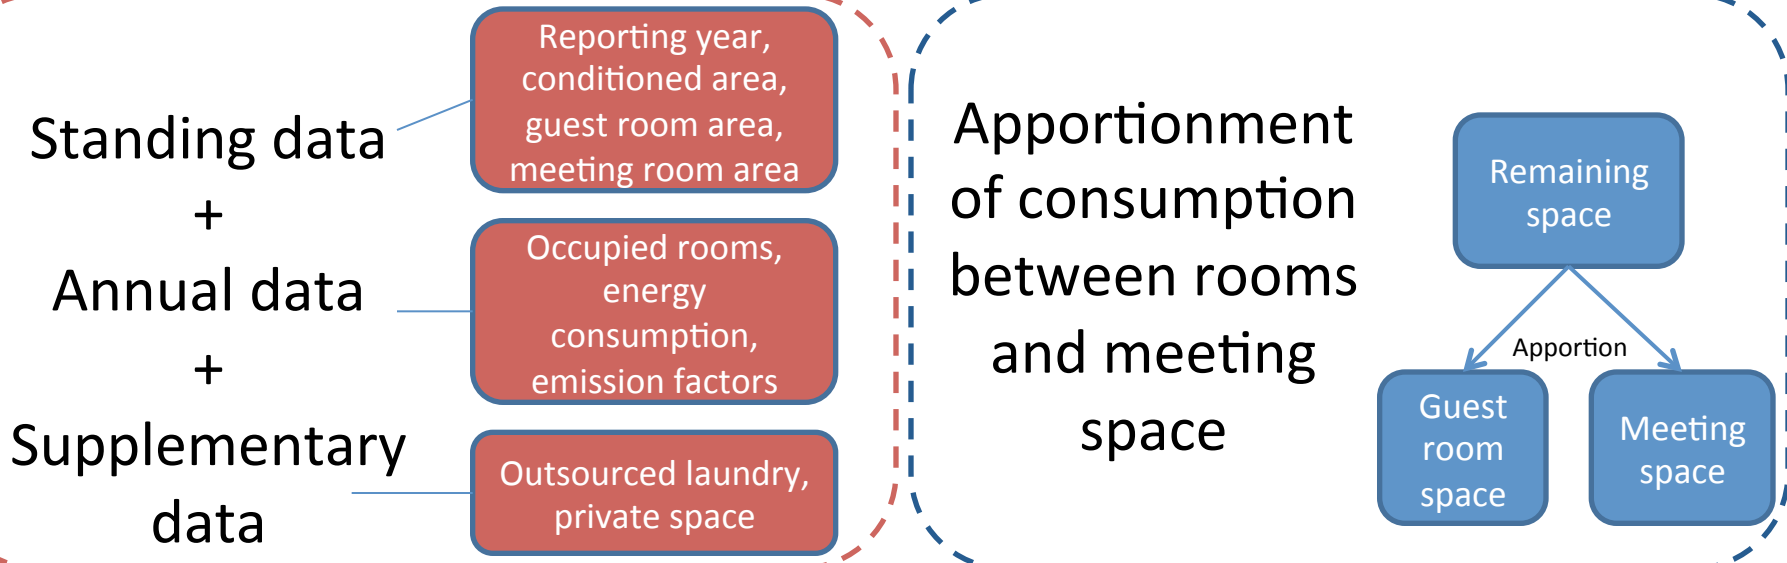 Standing data
+
Annual data
+
Supplementary
data
Reporting year,
conditioned area,
guest room area,
meeting room area
Occupied rooms,
energy
consumption,
emission factors
Outsourced laundry,
private space
Apportionment
of consumption
between rooms
and meeting
space
Remaining
space
Apportion
Guest
room
space
Meeting
space